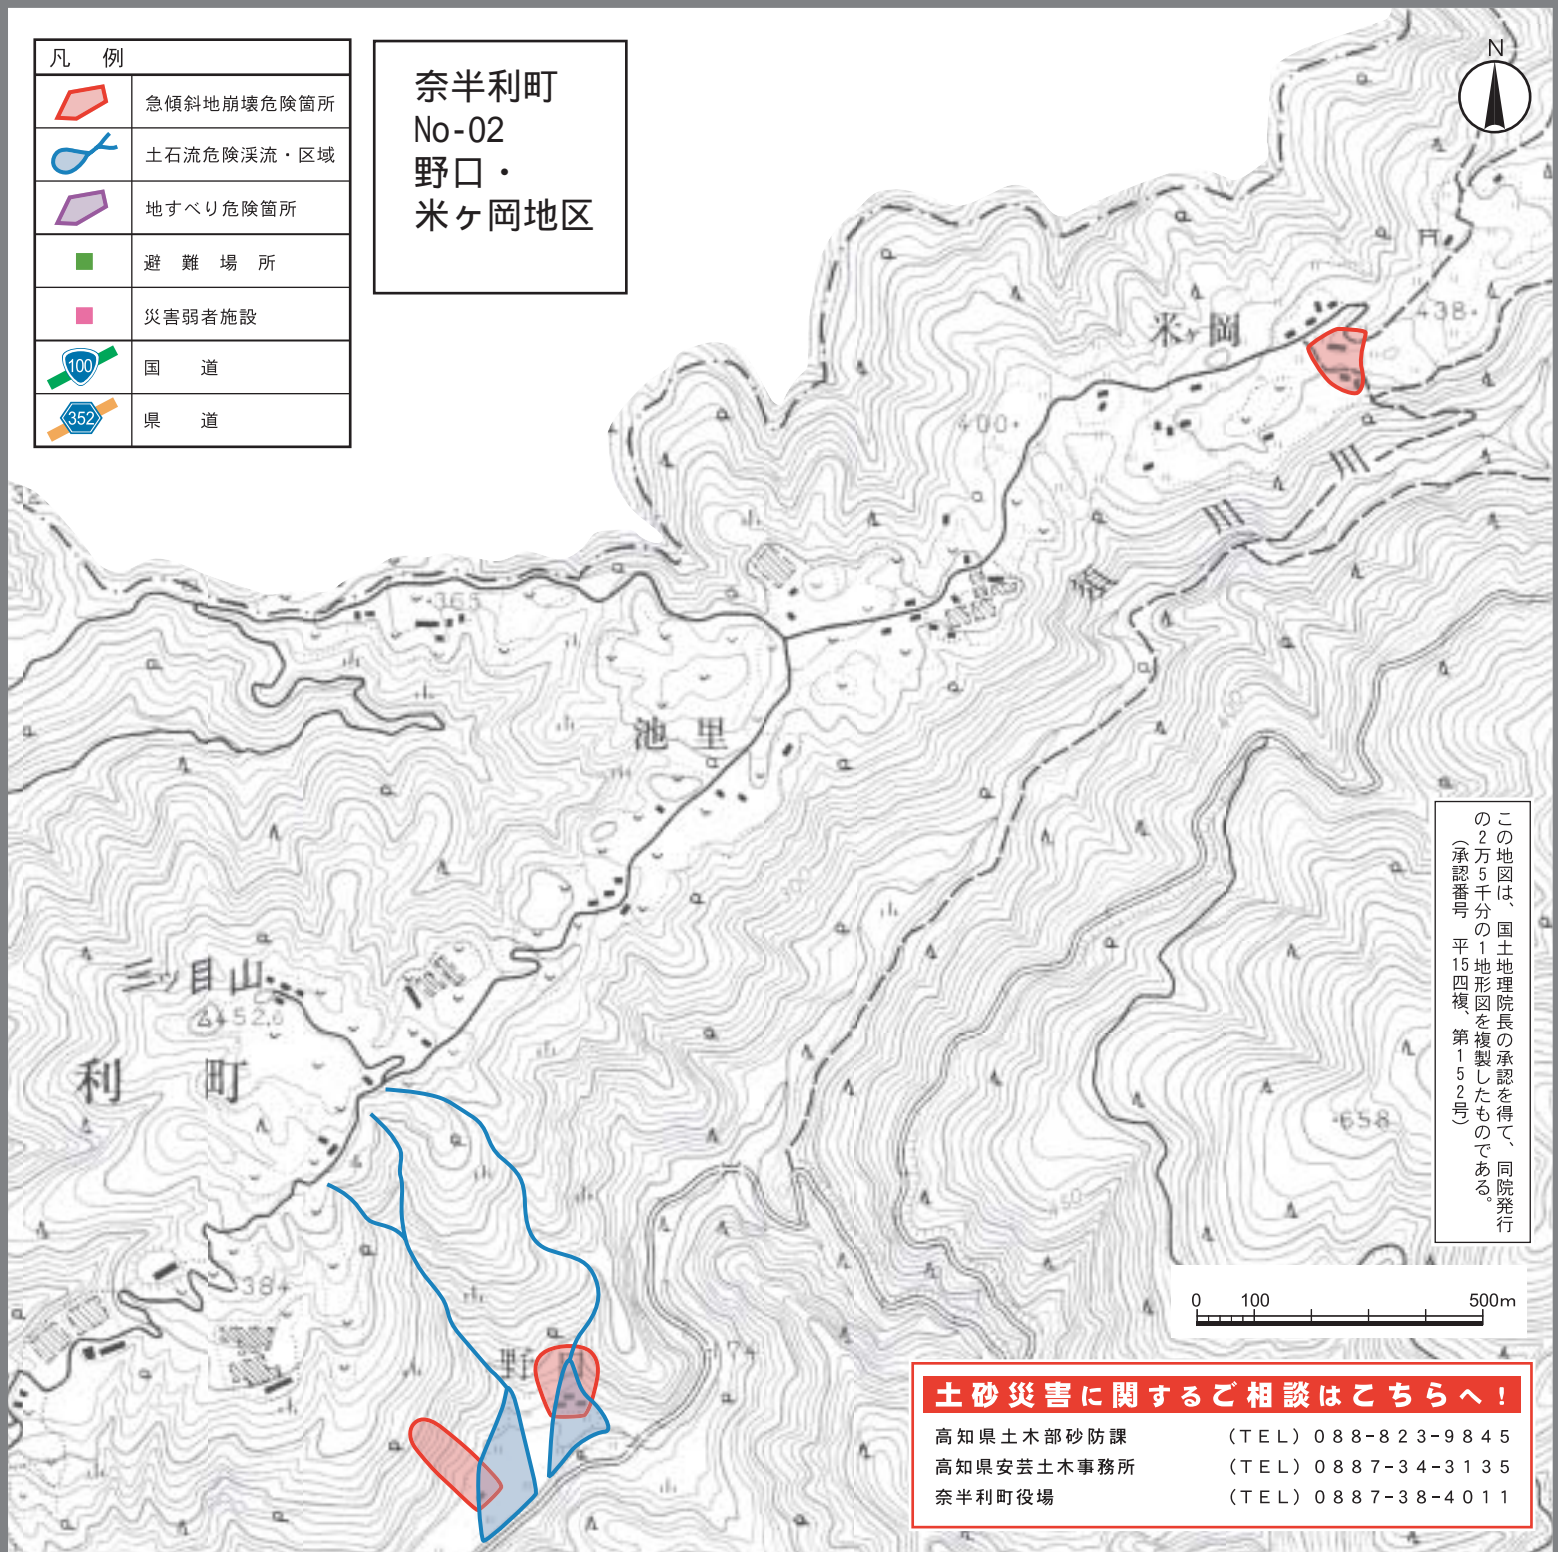 凡　例
急傾斜地崩壊危険箇所
土石流危険渓流・区域
地すべり危険箇所
避　難　場　所
災害弱者施設
100
国　　道
352
県　　道
奈半利町
No-02
野口・
米ヶ岡地区
N
米ヶ岡
438
400
365
池里
三ッ目山
452.0
利　町
384
658
野口
174
この地図は、国土地理院長の承認を得て、同院発行
の2万5千分の1地形図を複製したものである。
（承認番号　平15四複、第152号）
0　100　500m
土砂災害に関するご相談はこちらへ！
高知県土木部砂防課　（TEL）088-823-9845
高知県安芸土木事務所　（TEL）0887-34-3135
奈半利町役場　（TEL）0887-38-4011